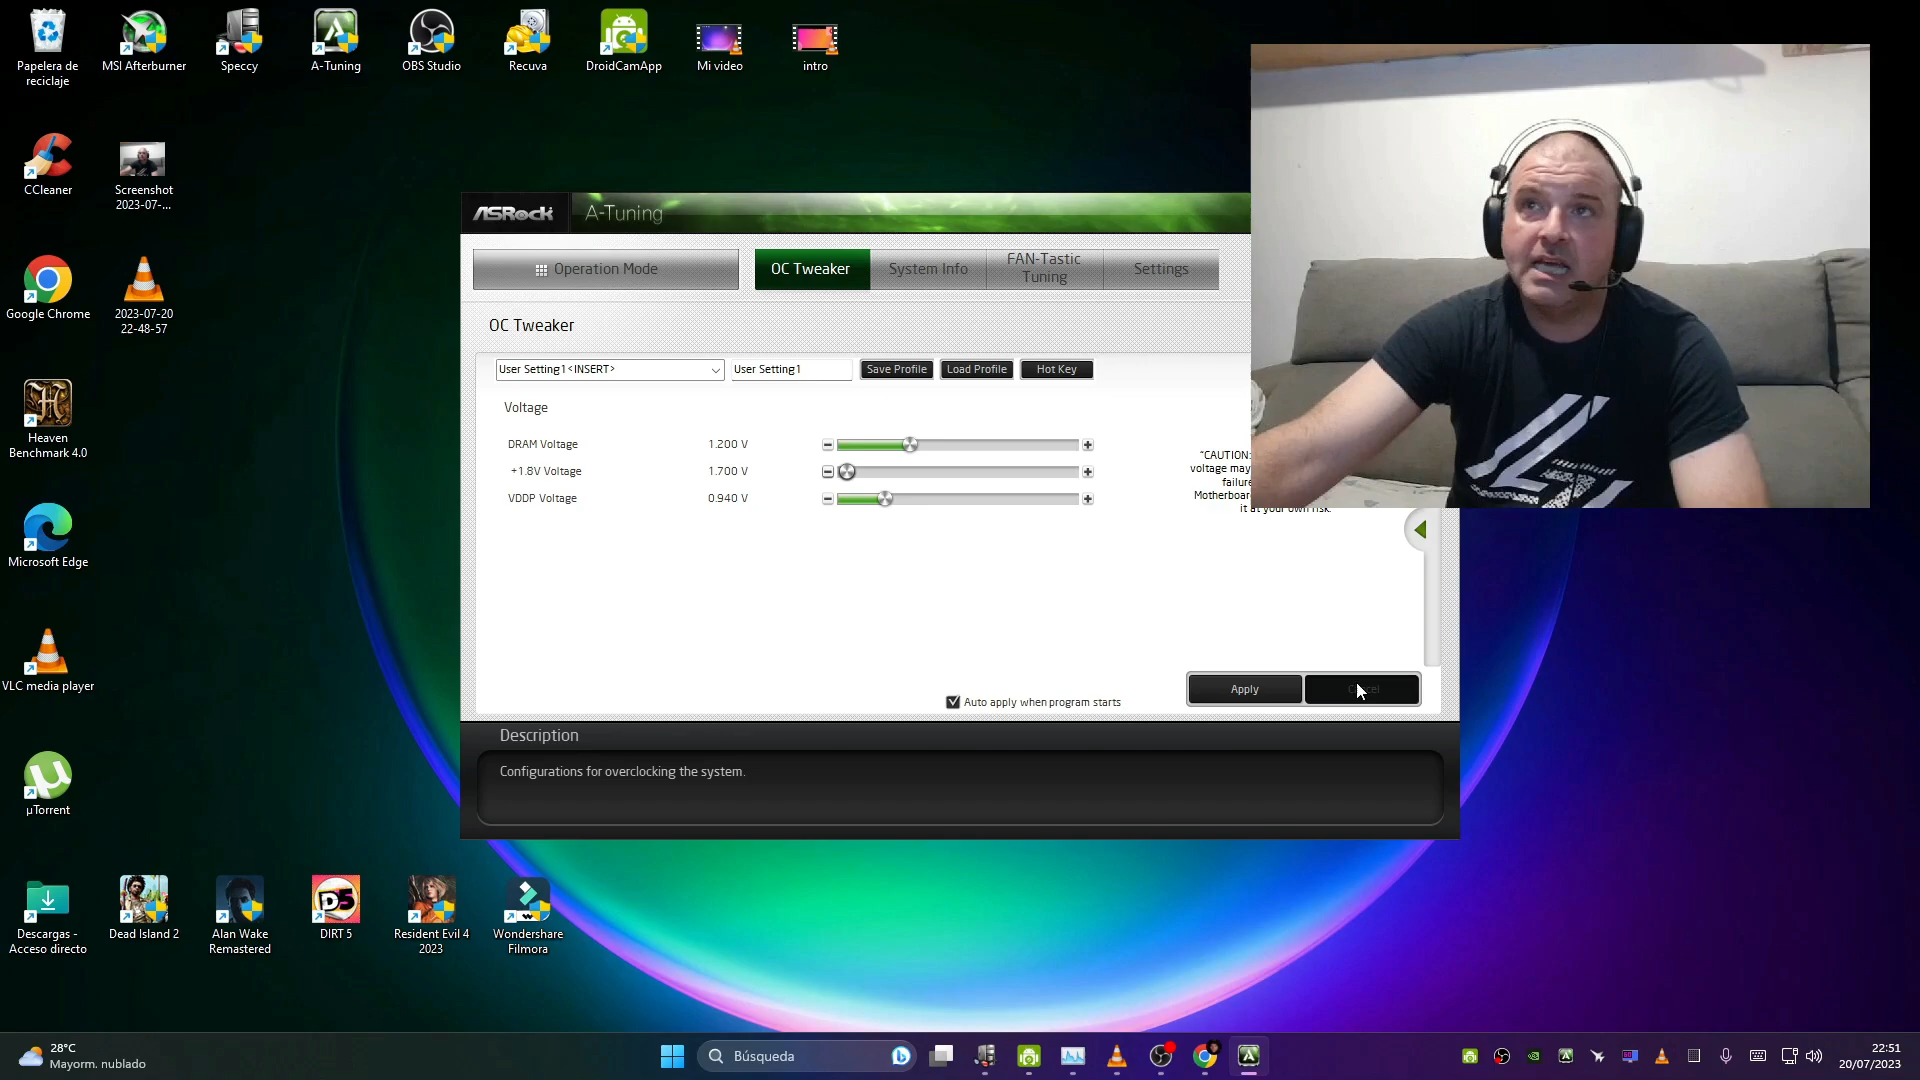 Papelera de
reciclaje
MSI Afterburner
Speccy
A-Tuning
OBS Studio
Recuva
DroidCamApp
Mi video
intro
CCleaner
Screenshot
2023-07-...
Google Chrome
2023-07-20
22-48-57
Heaven
Benchmark 4.0
Microsoft Edge
VLC media player
µTorrent
Descargas -
Acceso directo
Dead Island 2
Alan Wake
Remastered
DIRT 5
Resident Evil 4
2023
Wondershare
Filmora
ASRock
A-Tuning
Operation Mode
OC Tweaker
System Info
FAN-Tastic
Tuning
Settings
OC Tweaker
User Setting1<INSERT>
User Setting1
Save Profile
Load Profile
Hot Key
Voltage
DRAM Voltage 1.200 V
+1.8V Voltage 1.700 V
VDDP Voltage 0.940 V
"CAUTION:
voltage may
failure
Motherboard
it at your own risk.
Auto apply when program starts
Apply
Description
Configurations for overclocking the system.
28°C
Mayorm. nublado
Búsqueda
22:51
20/07/2023